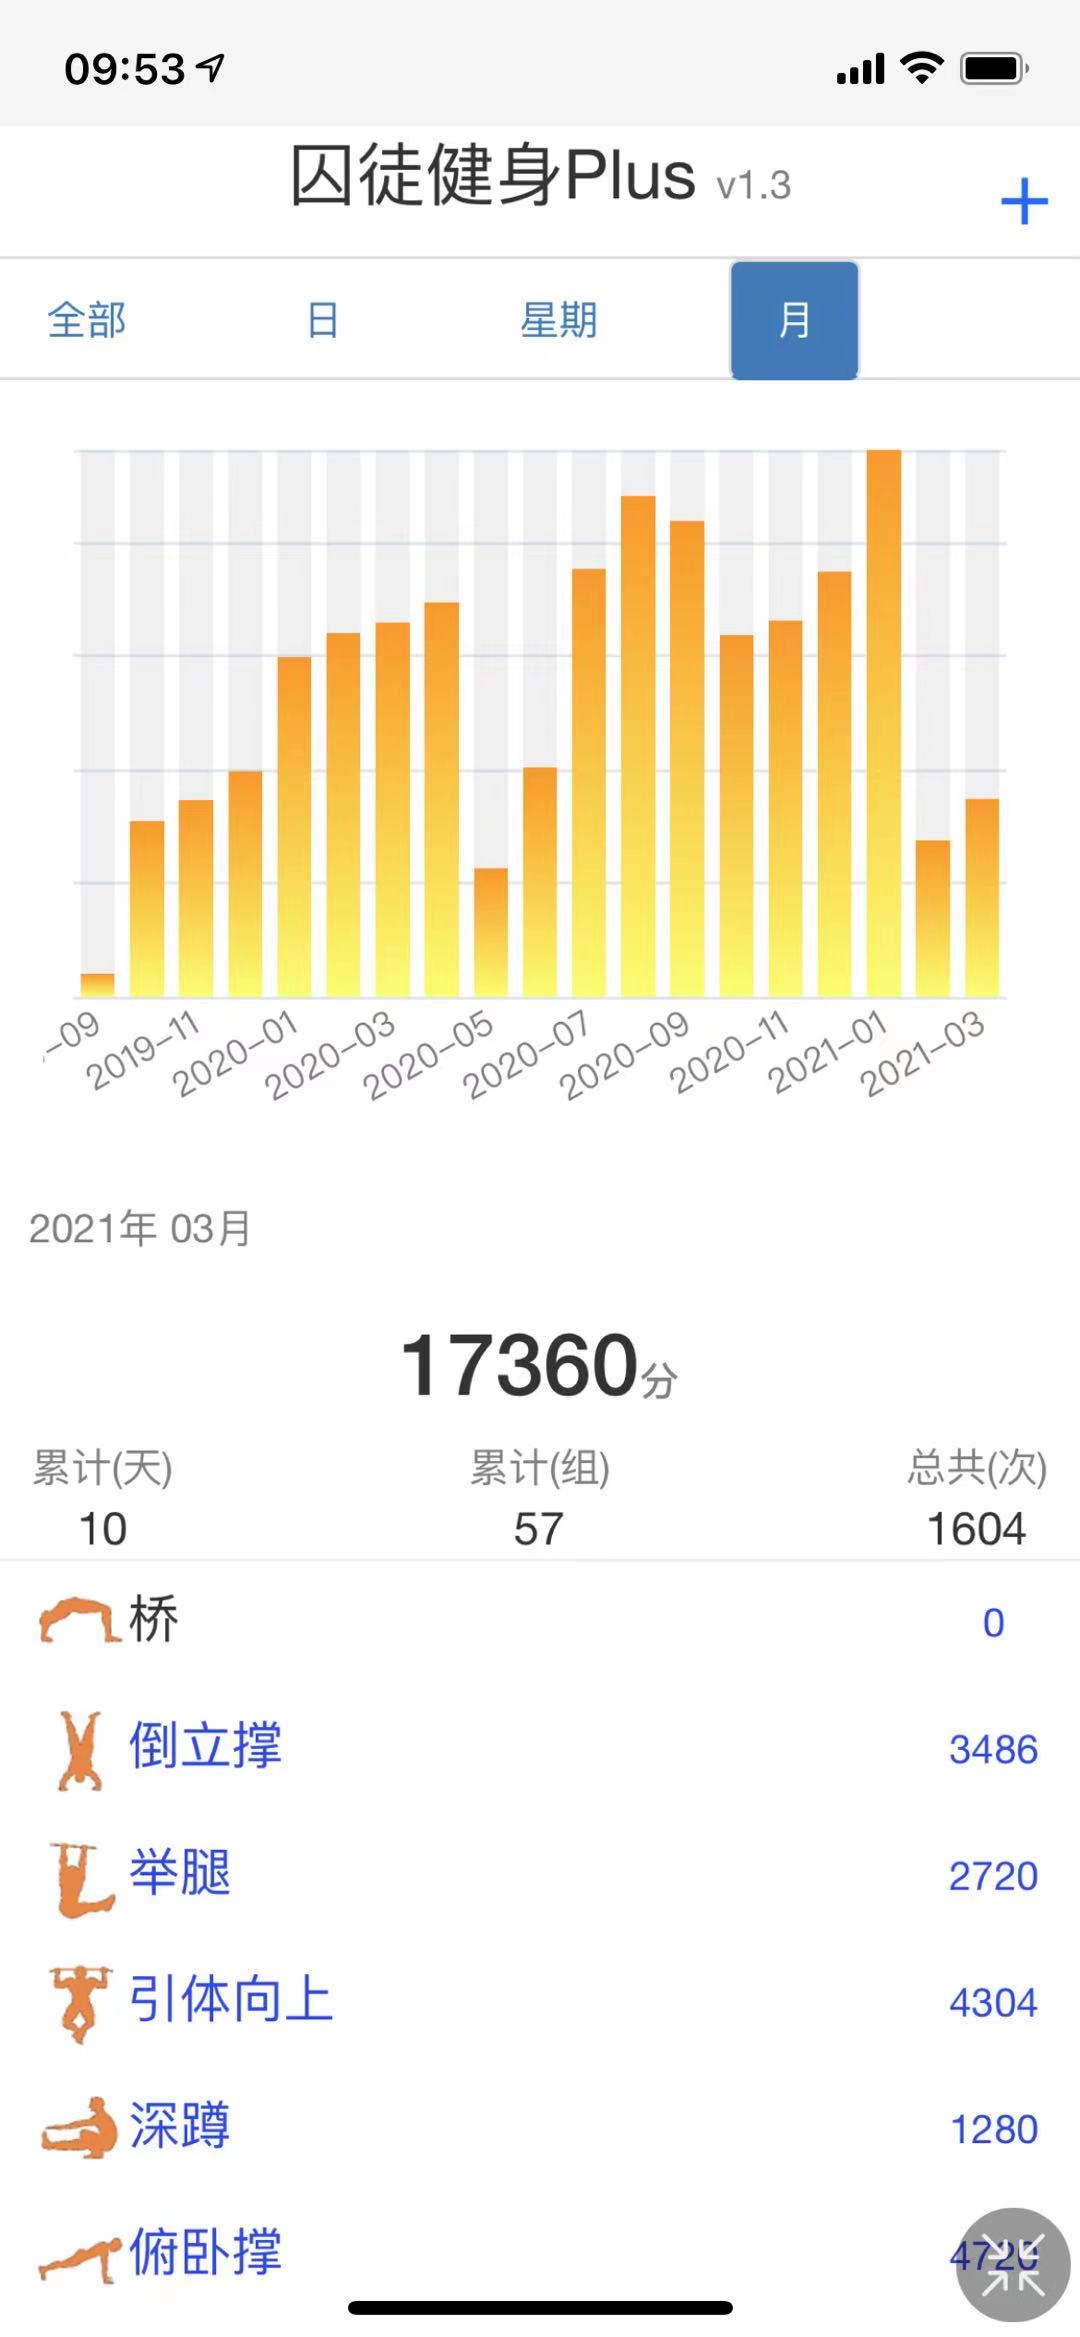 09:53
囚徒健身Plus v1.3
+
全部 日 星期 月
-09 2019-11 2020-01 2020-03 2020-05 2020-07 2020-09 2020-11 2021-01 2021-03
2021年 03月
17360分
累计(天) 累计(组) 总共(次)
10 57 1604
桥 0
倒立撑 3486
举腿 2720
引体向上 4304
深蹲 1280
俯卧撑 4720